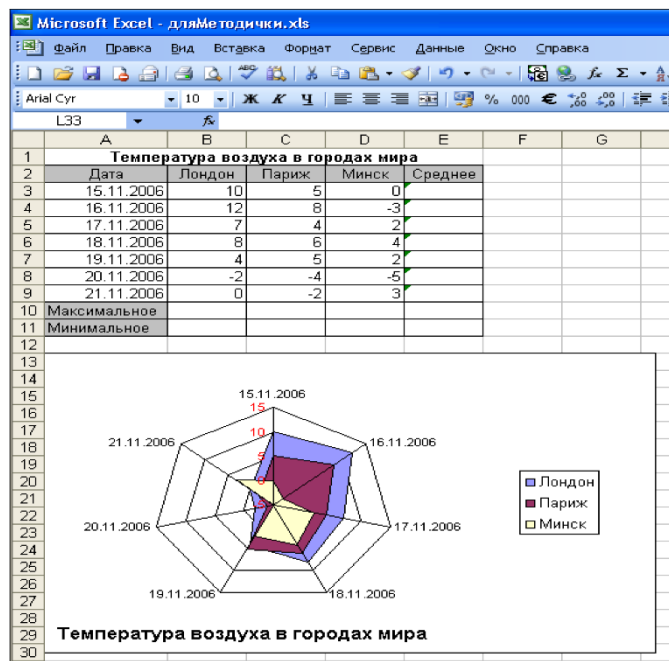 Microsoft Excel - дляМетодички.xls
Файл Правка Вид Вставка Формат Сервис Данные Окно Справка
Arial Cyr 10 Ж К Ч % 000 €
L33 fx
A B C D E F G
1 Температура воздуха в городах мира
2 Дата Лондон Париж Минск Среднее
3 15.11.2006 10 5 0
4 16.11.2006 12 8 -3
5 17.11.2006 7 4 2
6 18.11.2006 8 6 4
7 19.11.2006 4 5 2
8 20.11.2006 -2 -4 -5
9 21.11.2006 0 -2 3
10 Максимальное
11 Минимальное
12
13
14
15
16
17
18
19
20
21
22
23
24
25
26
27
28
29
30
15.11.2006
15
10
5
0
16.11.2006
17.11.2006
18.11.2006
19.11.2006
20.11.2006
21.11.2006
Лондон
Париж
Минск
Температура воздуха в городах мира